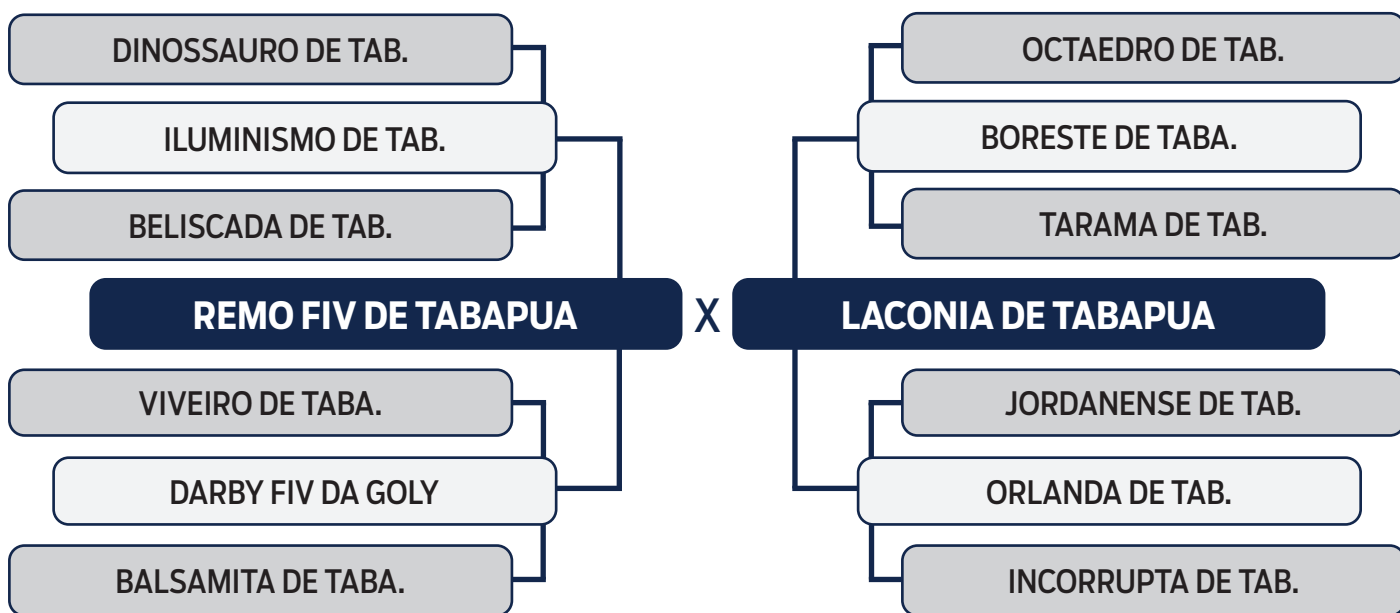 DINOSSAURO DE TAB.
ILUMINISMO DE TAB.
BELISCADA DE TAB.
REMO FIV DE TABAPUA
VIVEIRO DE TABA.
DARBY FIV DA GOLY
BALSAMITA DE TABA.
X
OCTAEDRO DE TAB.
BORESTE DE TABA.
TARAMA DE TAB.
LACONIA DE TABAPUA
JORDANENSE DE TAB.
ORLANDA DE TAB.
INCORRUPTA DE TAB.